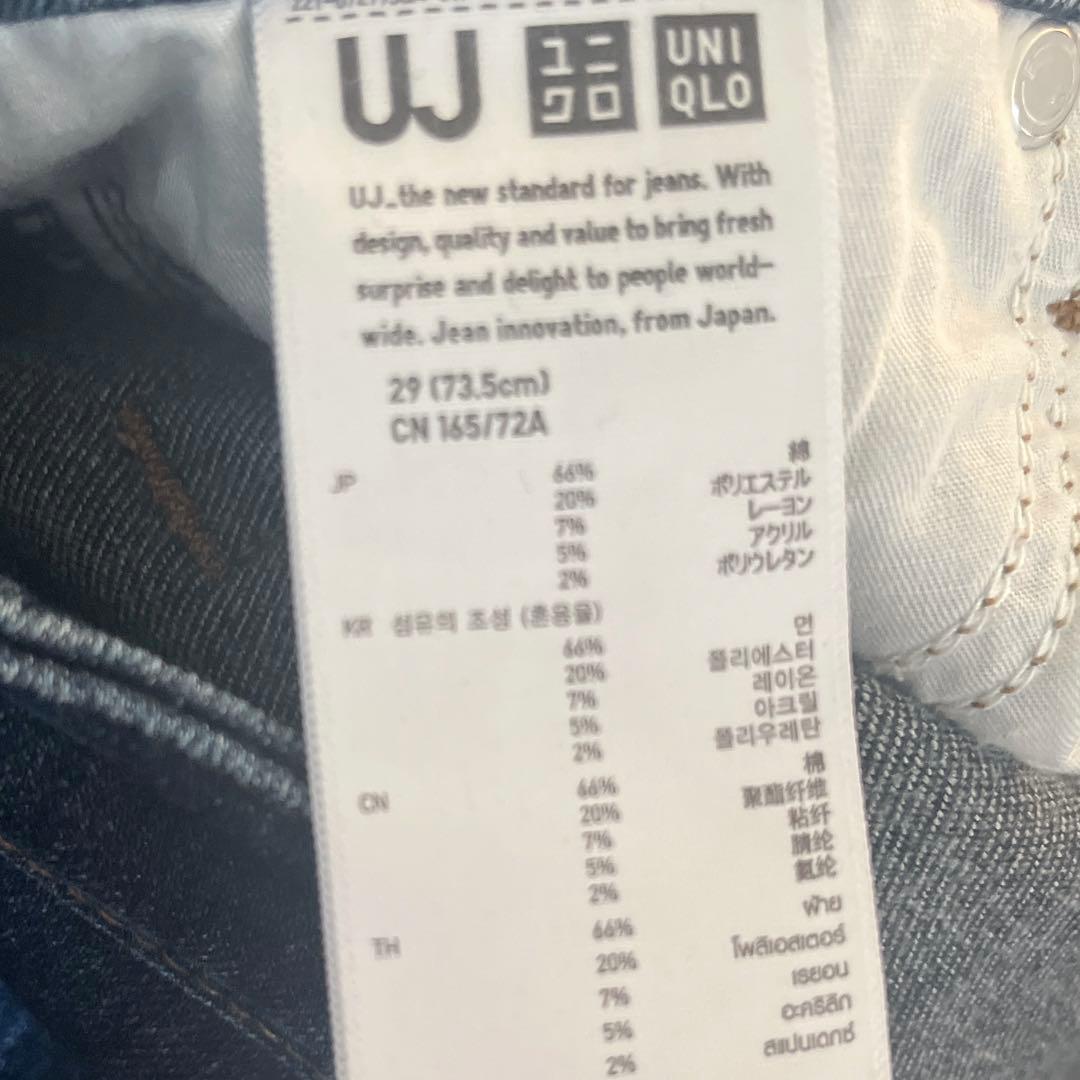 UJ ユニ UNI
クロ QLO
UJ_the new standard for jeans. With
design, quality and value to bring fresh
surprise and delight to people world-
wide. Jean innovation, from Japan.
29 (73.5cm)
CN 165/72A
JP 66% 綿
20% ポリエステル
7% レーヨン
5% アクリル
2% ポリウレタン
KR 섬유의 조성 (혼용율)
66% 면
20% 폴리에스터
7% 레이온
5% 아크릴
2% 폴리우레탄
CN 66% 棉
20% 聚酯纤维
7% 粘纤
5% 腈纶
2% 氨纶
TH 66% ฝ้าย
20% โพลีเอสเตอร์
7% เรยอน
5% อะคริลิก
2% สแปนเดกซ์